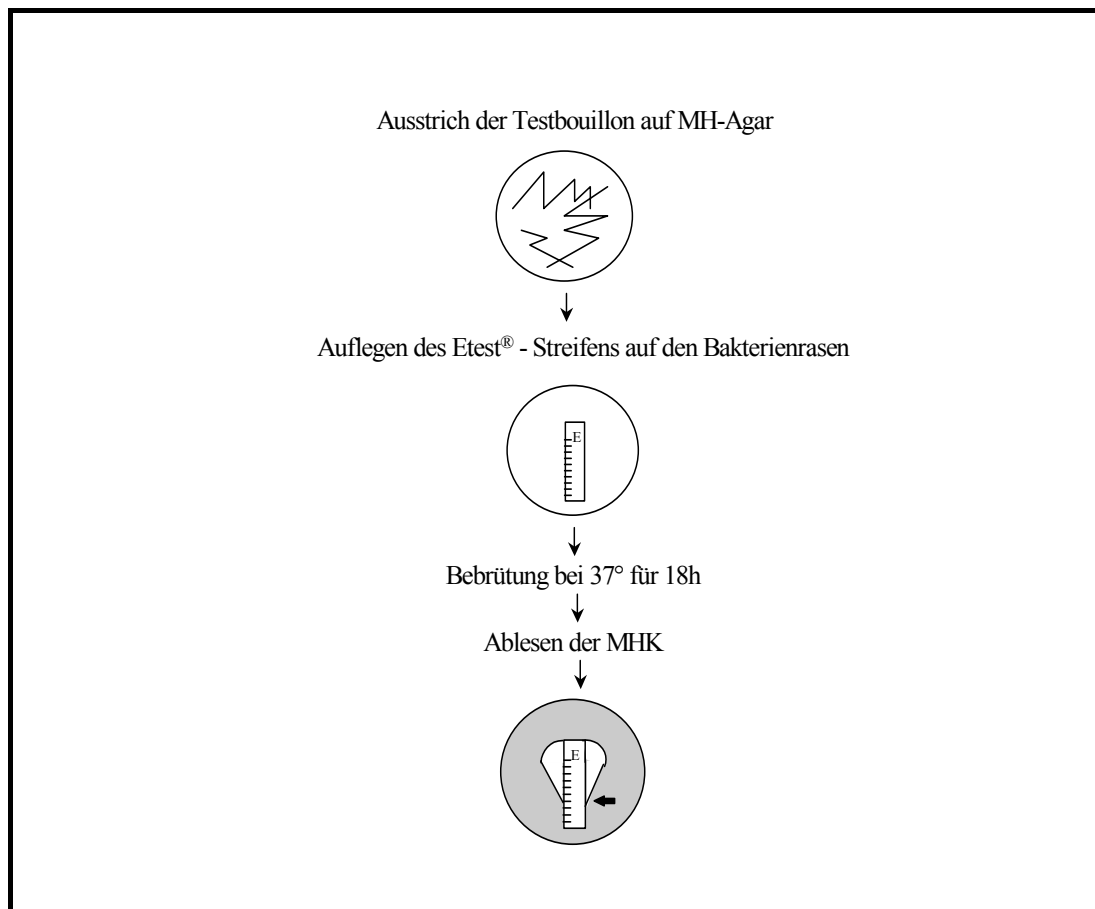 Ausstrich der Testbouillon auf MH-Agar
Auflegen des Etest® - Streifens auf den Bakterienrasen
E
Bebrütung bei 37° für 18h
Ablesen der MHK
E